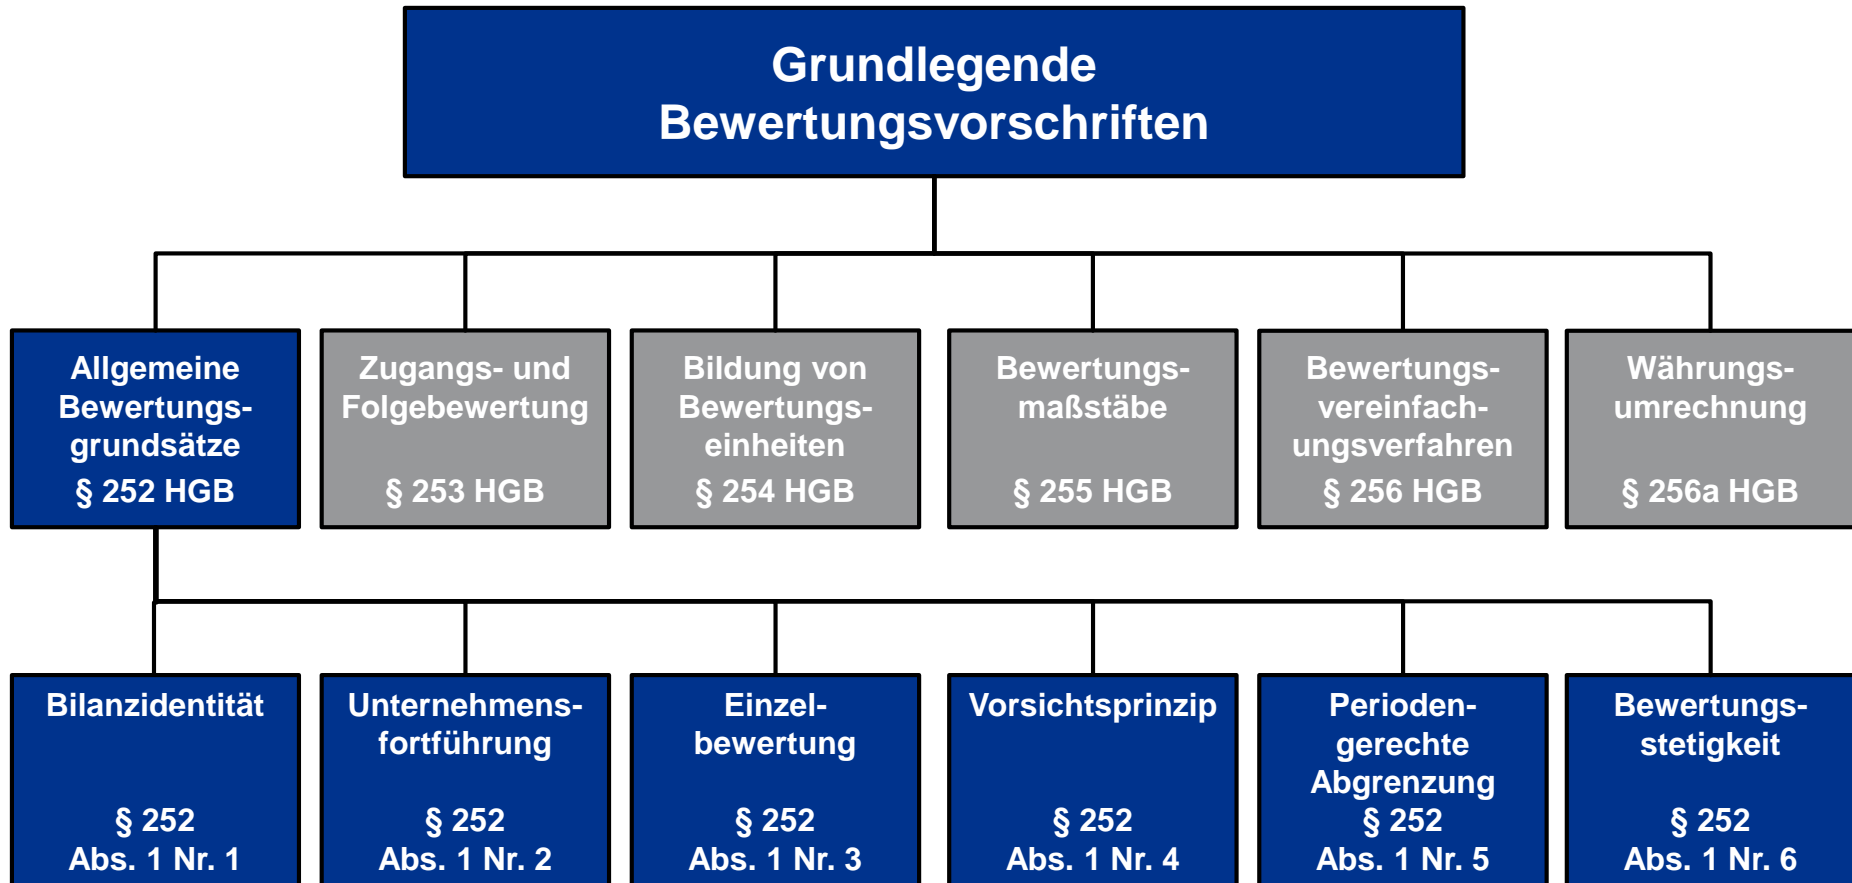 Grundlegende
Bewertungsvorschriften
Allgemeine
Bewertungs-
grundsätze
§ 252 HGB
Zugangs- und
Folgebewertung
§ 253 HGB
Bildung von
Bewertungs-
einheiten
§ 254 HGB
Bewertungs-
maßstäbe
§ 255 HGB
Bewertungs-
vereinfach-
ungsverfahren
§ 256 HGB
Währungs-
umrechnung
§ 256a HGB
Bilanzidentität
§ 252
Abs. 1 Nr. 1
Unternehmens-
fortführung
§ 252
Abs. 1 Nr. 2
Einzel-
bewertung
§ 252
Abs. 1 Nr. 3
Vorsichtsprinzip
§ 252
Abs. 1 Nr. 4
Perioden-
gerechte
Abgrenzung
§ 252
Abs. 1 Nr. 5
Bewertungs-
stetigkeit
§ 252
Abs. 1 Nr. 6